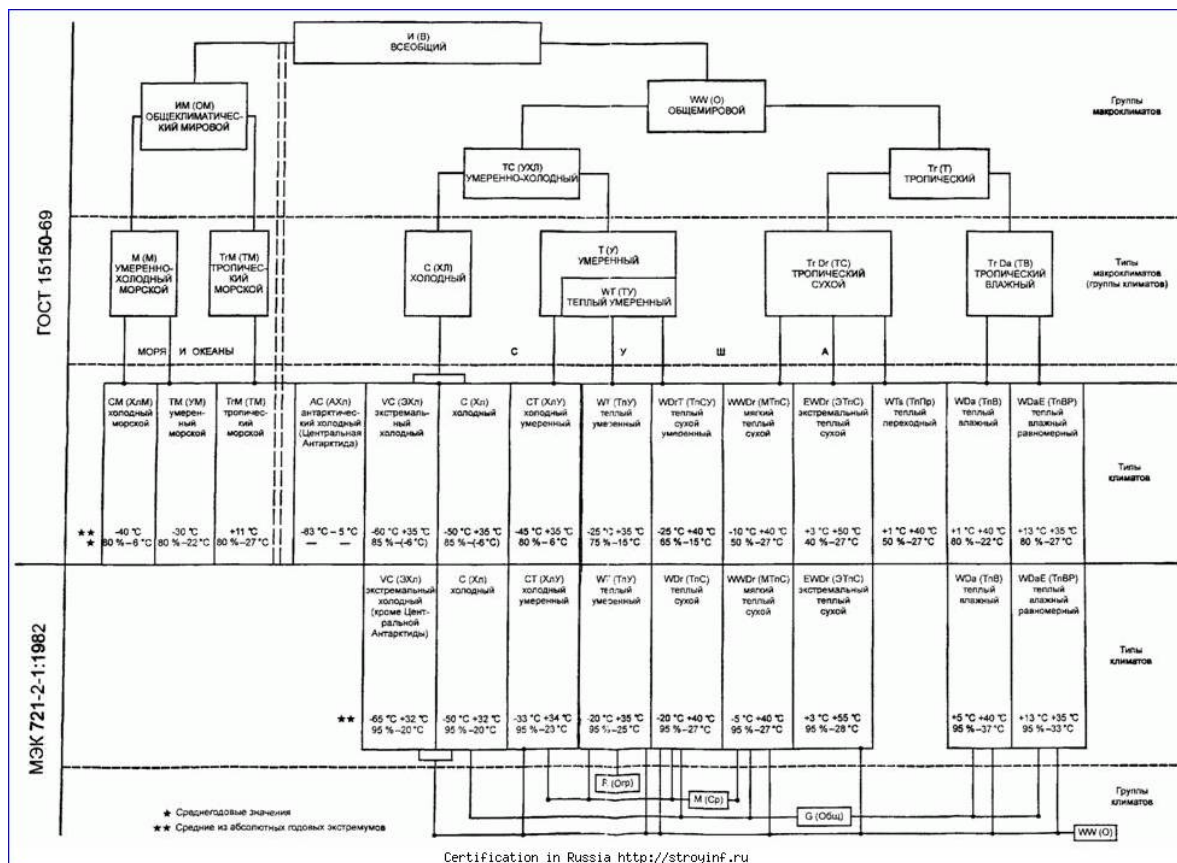 И (В)
ВСЕОБЩИЙ
ИМ (ОМ)
ОБЩЕКЛИМАТИЧЕС-
КИЙ МИРОВОЙ
WW (О)
ОБЩЕМИРОВОЙ
Группы
макроклиматов
ТС (УХЛ)
УМЕРЕННО-ХОЛОДНЫЙ
Tr (Т)
ТРОПИЧЕСКИЙ
ГОСТ 15150-69
М (М)
УМЕРЕННО-
ХОЛОДНЫЙ
МОРСКОЙ
TrM (ТМ)
ТРОПИЧЕС-
КИЙ
МОРСКОЙ
С (ХЛ)
ХОЛОДНЫЙ
Т (У)
УМЕРЕННЫЙ
WT (ТУ)
ТЕПЛЫЙ УМЕРЕННЫЙ
Tr Dr (ТС)
ТРОПИЧЕСКИЙ
СУХОЙ
Tr Da (ТВ)
ТРОПИЧЕСКИЙ
ВЛАЖНЫЙ
Типы
макроклиматов
(группы климатов)
МОРЯ И ОКЕАНЫ
С У Ш А
СМ (ХлМ)
холодный
морской
ТМ (УМ)
умерен-
ный
морской
TrM (ТМ)
тропичес-
кий
морской
АС (АХл)
антарктичес-
кий холодный
(Центральная
Антарктида)
VC (ЭХл)
экстремаль-
ный
холодный
С (Хл)
холодный
СТ (ХлУ)
холодный
умеренный
WT (ТпУ)
теплый
умеренный
WDrT (ТпСУ)
теплый
сухой
умеренный
WWDr (МТпС)
мягкий
теплый
сухой
EWDr (ЭТпС)
экстремальный
теплый
сухой
WTs (ТпПр)
теплый
переходный
WDa (ТпВ)
теплый
влажный
WDaE (ТпВР)
теплый
влажный
равномерный
Типы
климатов
★★ -40 °С -30 °С +11 °С -83 °С – 5 °С -60 °С +35 °С -50 °С +35 °С -45 °С +35 °С -25 °С +35 °С -25 °С +40 °С -10 °С +40 °С +3 °С +50 °С +1 °С +40 °С +1 °С +40 °С +13 °С +35 °С
★ 80 %–6 °С 80 %–22 °С 80 %–27 °С — — 85 %–(-6 °С) 85 %–(-6 °С) 80 %–6 °С 75 %–15 °С 65 %–15 °С 50 %–27 °С 40 %–27 °С 50 %–27 °С 80 %–22 °С 80 %–27 °С
МЭК 721-2-1:1982
VC (ЭХл)
экстремальный
холодный
(кроме Цент-
ральной
Антарктиды)
С (Хл)
холодный
СТ (ХлУ)
холодный
умеренный
WT (ТпУ)
теплый
умеренный
WDr (ТпС)
теплый
сухой
WWDr (МТпС)
мягкий
теплый
сухой
EWDr (ЭТпС)
экстремальный
теплый
сухой
WDa (ТпВ)
теплый
влажный
WDaE (ТпВР)
теплый
влажный
равномерный
Типы
климатов
★★ -65 °С +32 °С -50 °С +32 °С -33 °С +34 °С -20 °С +35 °С -20 °С +40 °С -5 °С +40 °С +3 °С +55 °С +5 °С +40 °С +13 °С +35 °С
95 %–20 °С 95 %–20 °С 95 %–23 °С 95 %–25 °С 95 %–27 °С 95 %–27 °С 95 %–28 °С 95 %–37 °С 95 %–33 °С
R (Огр)
М (Ср)
G (Общ)
WW (О)
Группы
климатов
★ Среднегодовые значения
★★ Средние из абсолютных годовых экстремумов
Certification in Russia http://stroyinf.ru